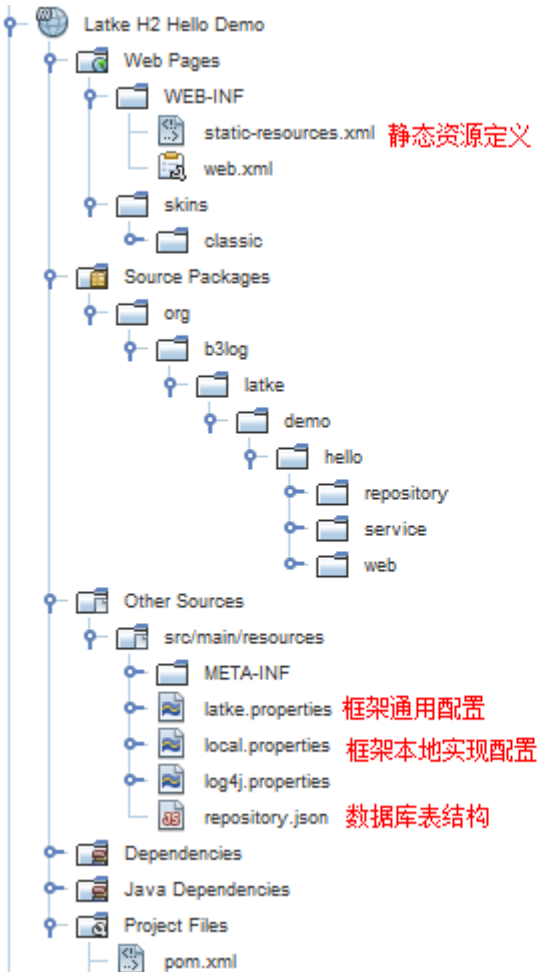 Latke H2 Hello Demo
Web Pages
WEB-INF
static-resources.xml 静态资源定义
web.xml
skins
classic
Source Packages
org
b3log
latke
demo
hello
repository
service
web
Other Sources
src/main/resources
META-INF
latke.properties 框架通用配置
local.properties 框架本地实现配置
log4j.properties
repository.json 数据库表结构
Dependencies
Java Dependencies
Project Files
pom.xml